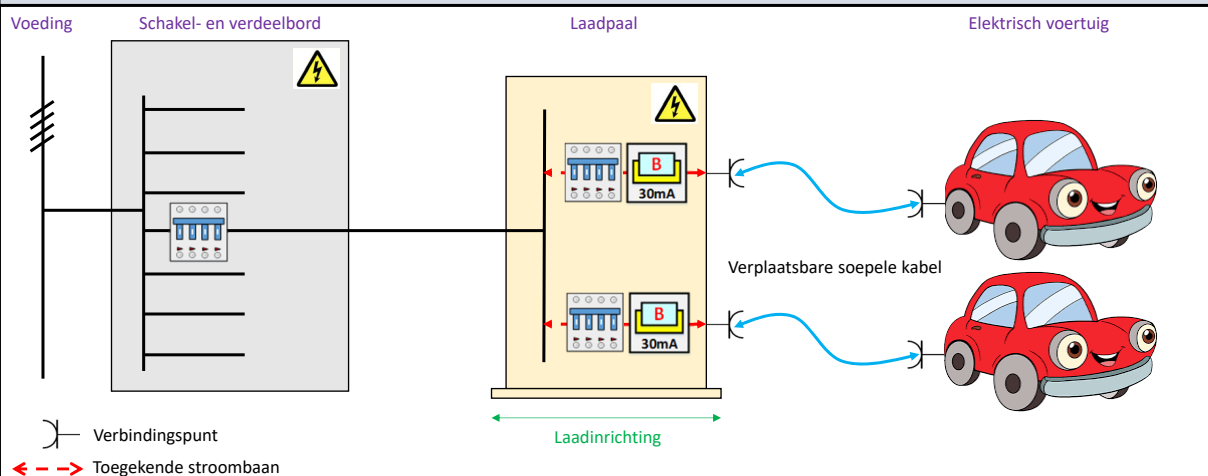 Voeding
Schakel- en verdeelbord
Laadpaal
Elektrisch voertuig
B
30mA
Verplaatsbare soepele kabel
B
30mA
Laadinrichting
Verbindingspunt
Toegekende stroombaan